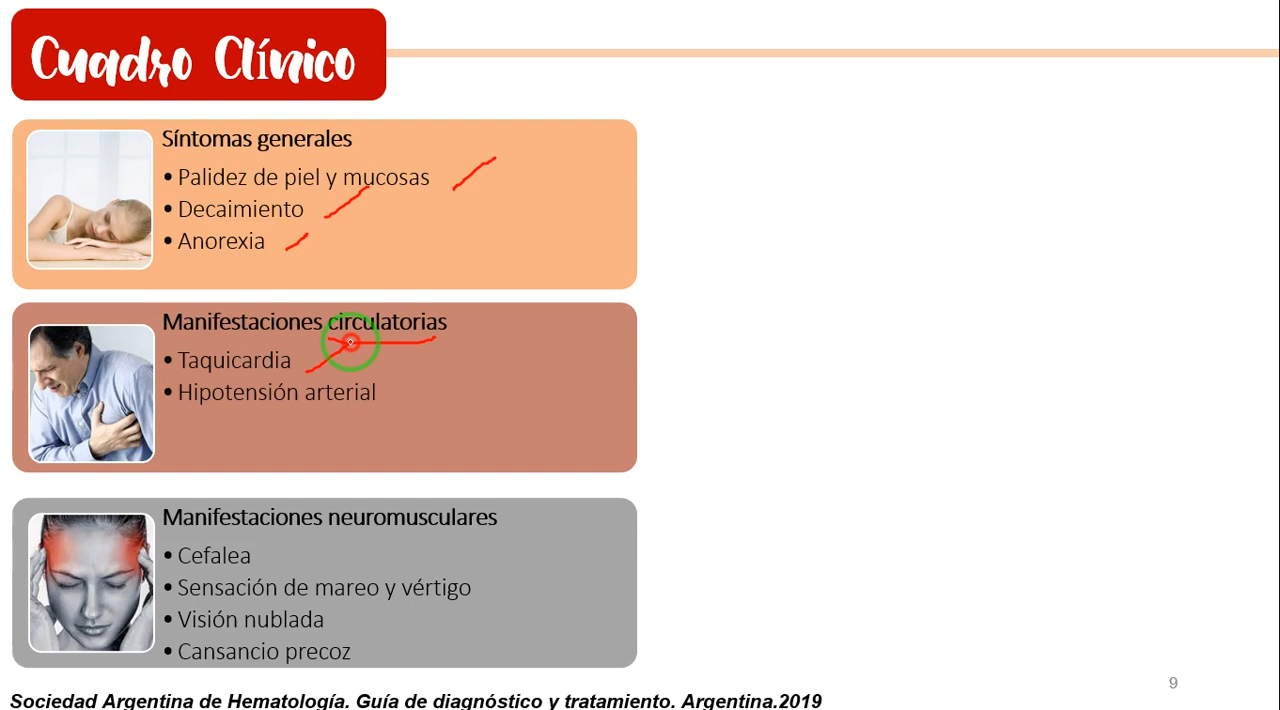 Cuadro Clínico
Síntomas generales
• Palidez de piel y mucosas
• Decaimiento
• Anorexia
Manifestaciones circulatorias
• Taquicardia
• Hipotensión arterial
Manifestaciones neuromusculares
• Cefalea
• Sensación de mareo y vértigo
• Visión nublada
• Cansancio precoz
9
Sociedad Argentina de Hematología. Guía de diagnóstico y tratamiento. Argentina.2019